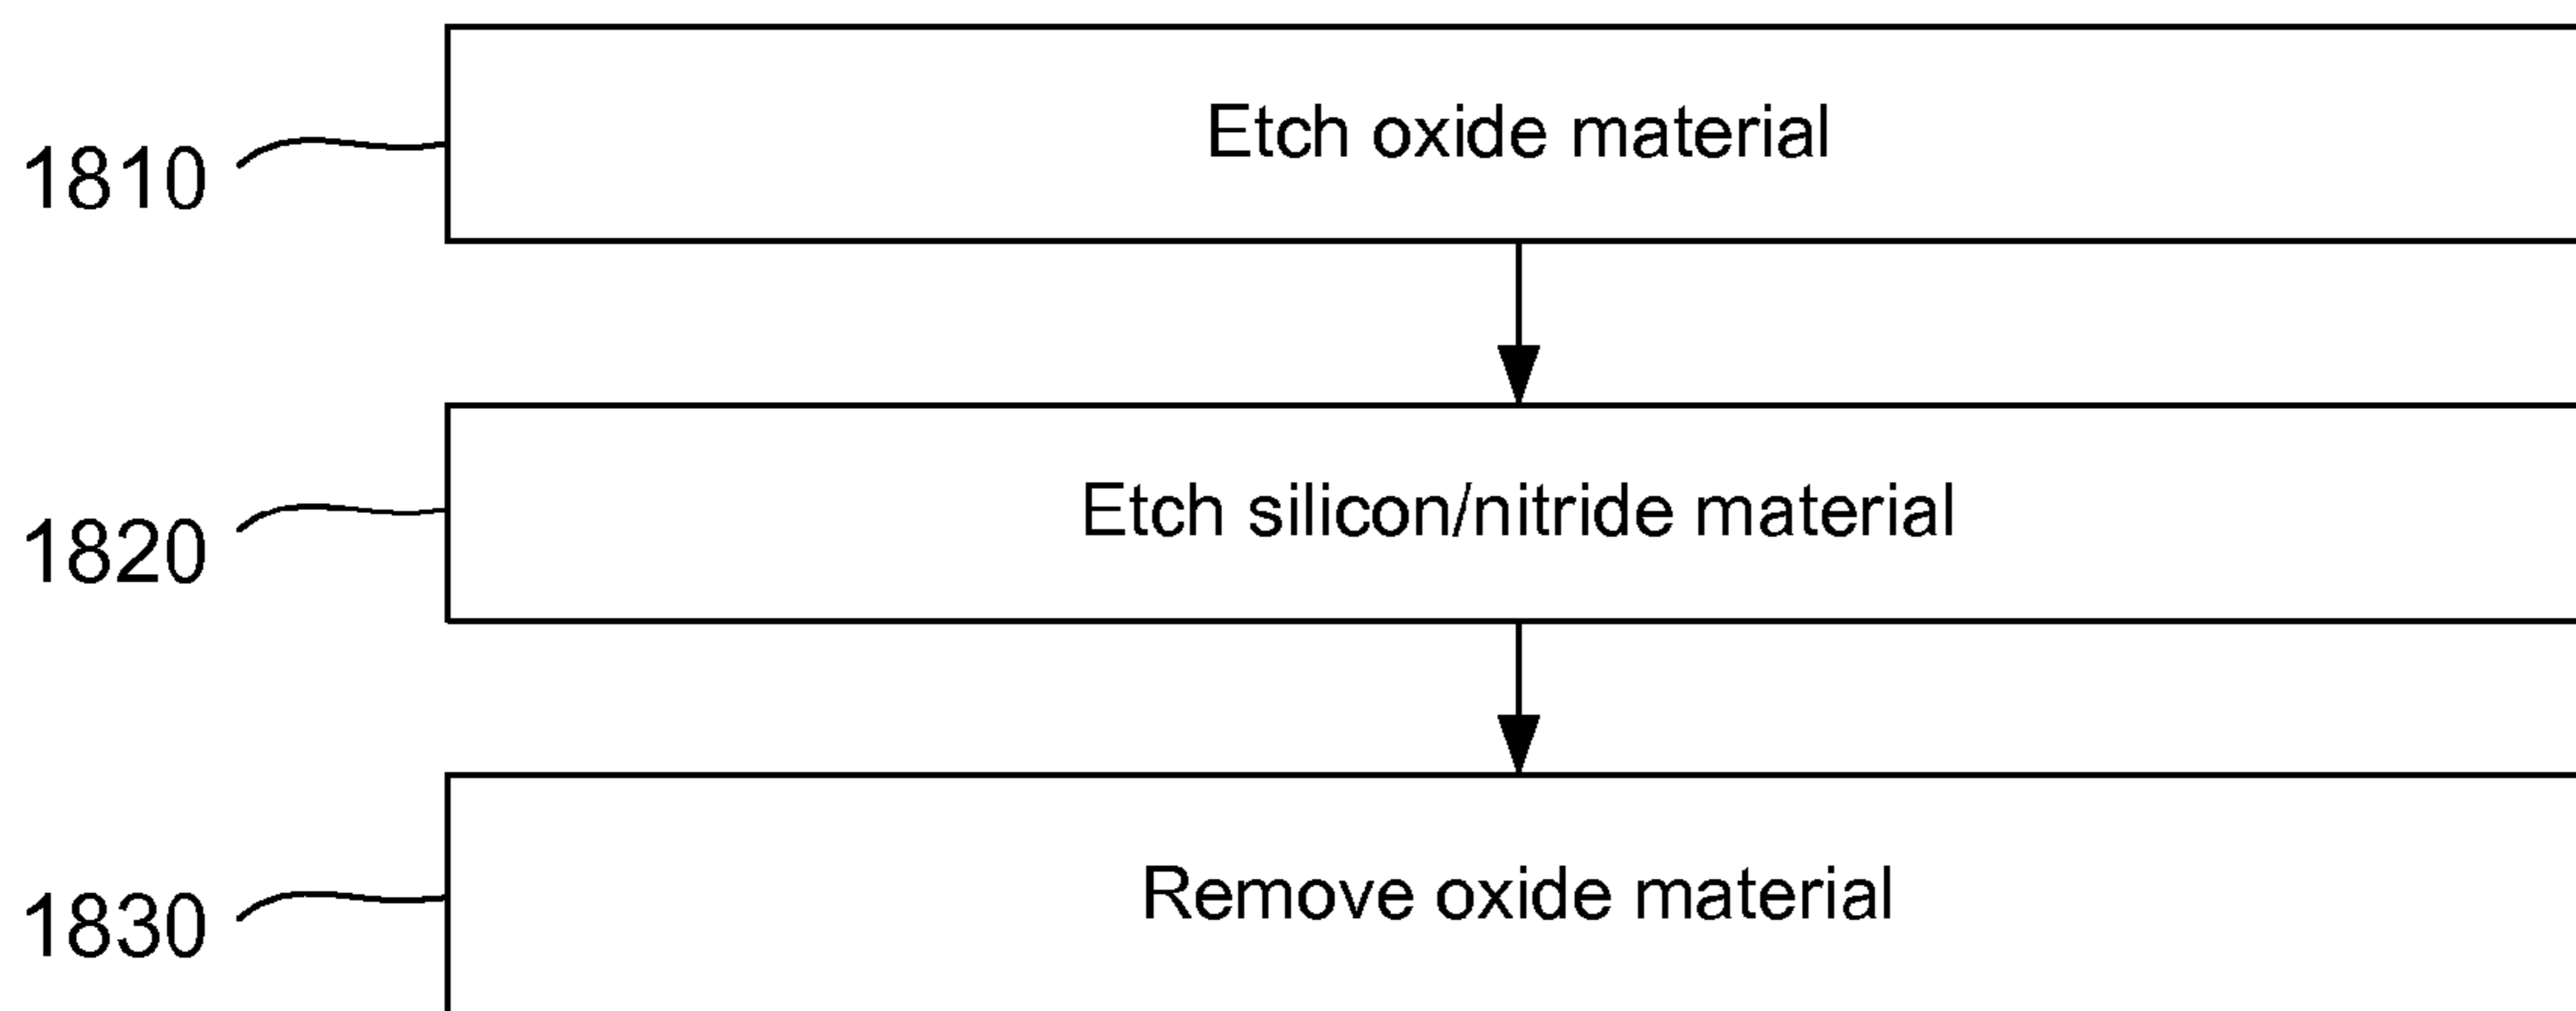 1810 Etch oxide material
1820 Etch silicon/nitride material
1830 Remove oxide material